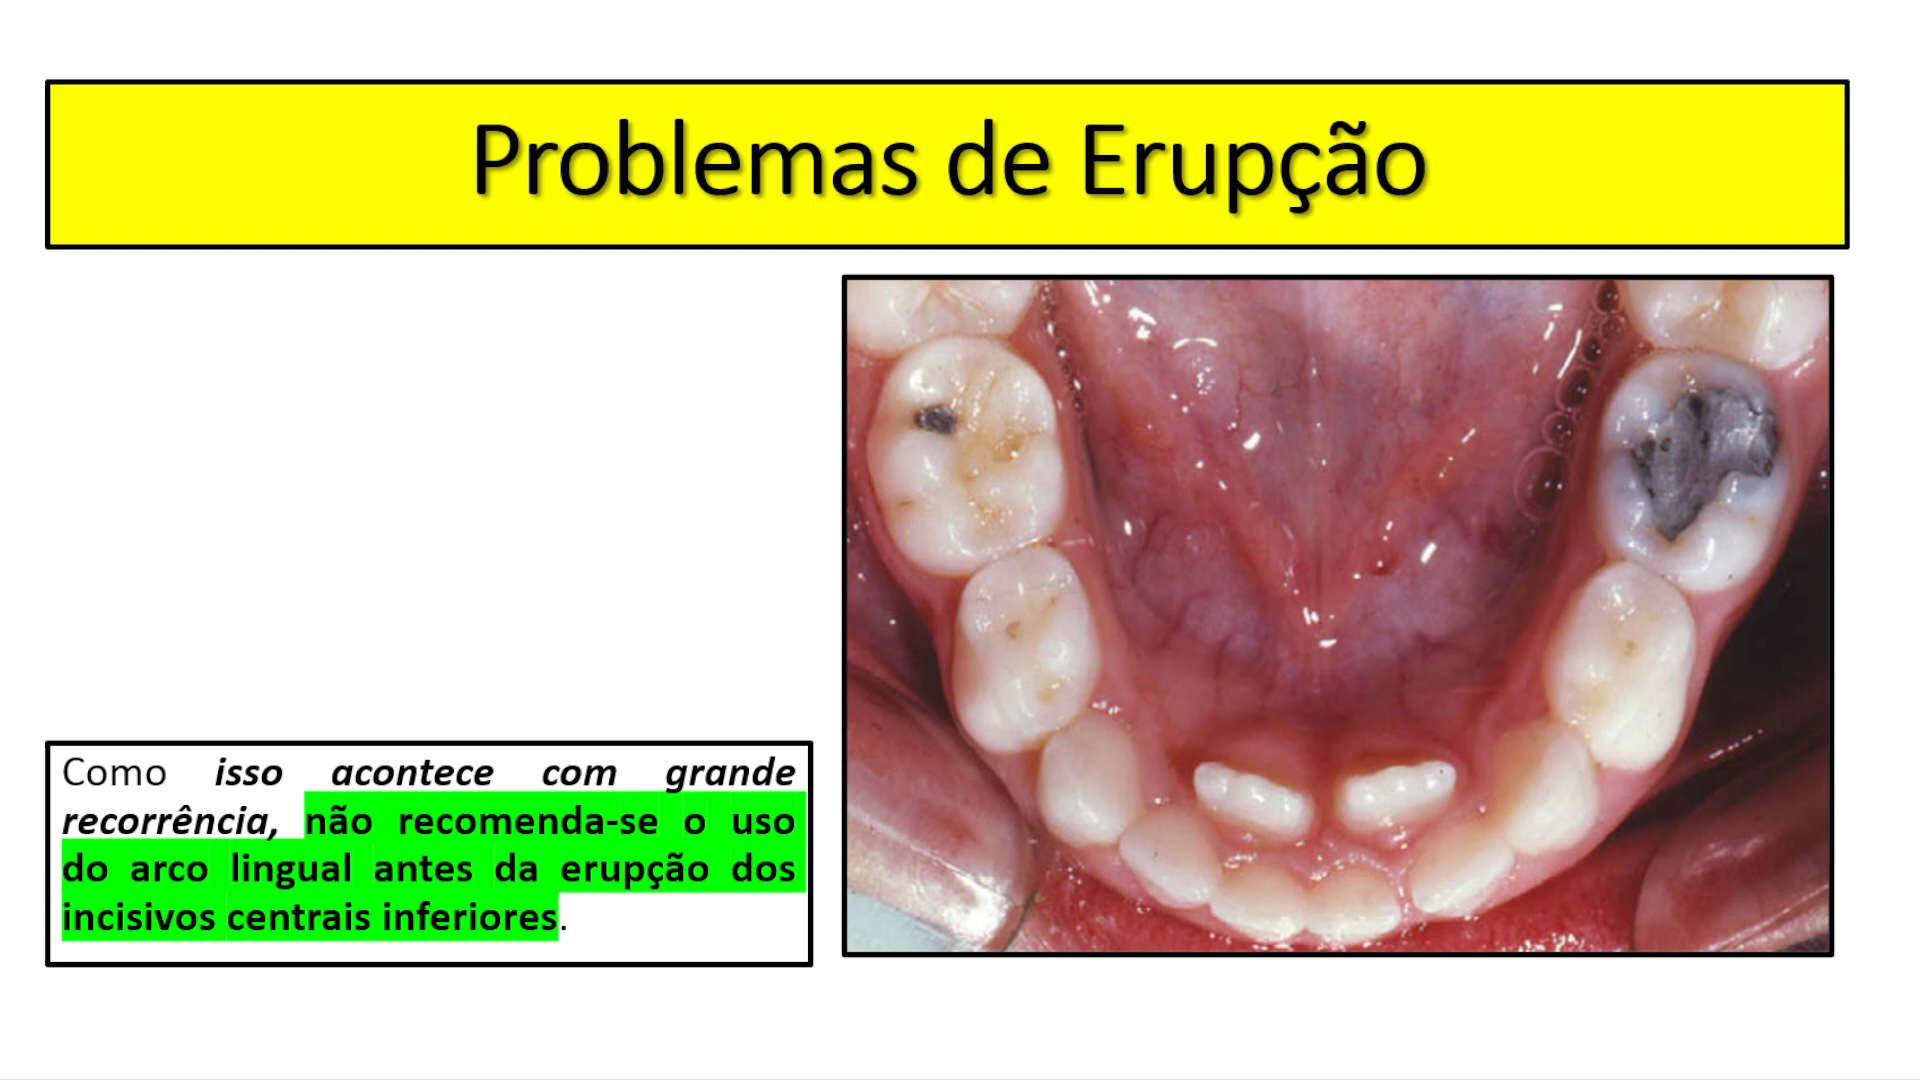 Problemas de Erupção
Como isso acontece com grande
recorrência, não recomenda-se o uso
do arco lingual antes da erupção dos
incisivos centrais inferiores.